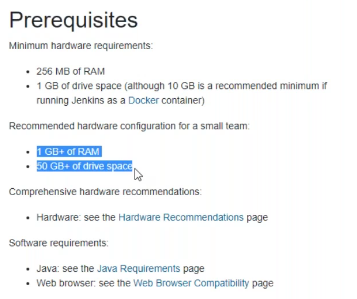 Prerequisites
Minimum hardware requirements:
• 256 MB of RAM
• 1 GB of drive space (although 10 GB is a recommended minimum if
running Jenkins as a Docker container)
Recommended hardware configuration for a small team:
• 1 GB+ of RAM
• 50 GB+ of drive space
Comprehensive hardware recommendations:
• Hardware: see the Hardware Recommendations page
Software requirements:
• Java: see the Java Requirements page
• Web browser: see the Web Browser Compatibility page